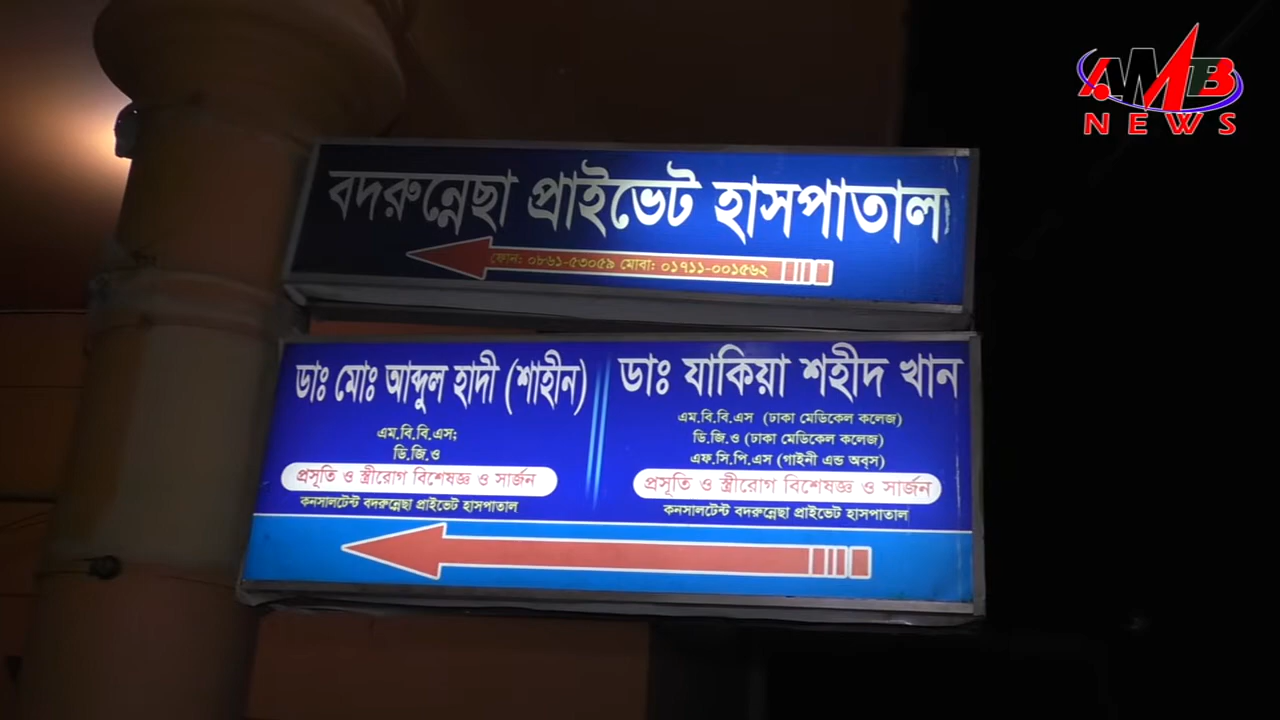 AMB
NEWS
বদরুন্নেছা প্রাইভেট হাসপাতাল
ফোন: ০৮৬১-৫৩০৫৯ মোবা: ০১৭১১-০০১৫৬২
ডাঃ মোঃ আব্দুল হাদী (শাহীন)
এম.বি.বি.এস;
ডি.জি.ও
প্রসূতি ও স্ত্রীরোগ বিশেষজ্ঞ ও সার্জন
কনসালটেন্ট বদরুন্নেছা প্রাইভেট হাসপাতাল
ডাঃ যাকিয়া শহীদ খান
এম.বি.বি.এস (ঢাকা মেডিকেল কলেজ)
ডি.জি.ও (ঢাকা মেডিকেল কলেজ)
এফ.সি.পি.এস (গাইনী এন্ড অব্স)
প্রসূতি ও স্ত্রীরোগ বিশেষজ্ঞ ও সার্জন
কনসালটেন্ট বদরুন্নেছা প্রাইভেট হাসপাতাল